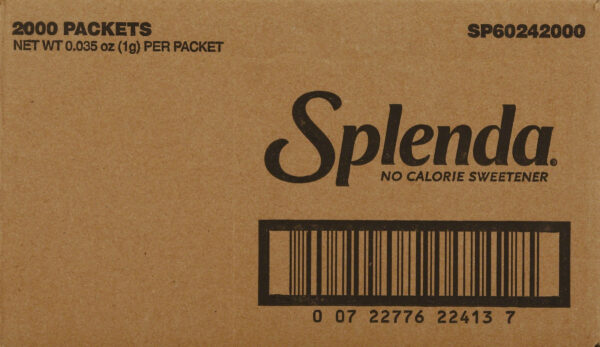 2000 PACKETS
SP60242000
NET WT 0.035 oz (1g) PER PACKET
Splenda.
NO CALORIE SWEETENER
0 07 22776 22413 7